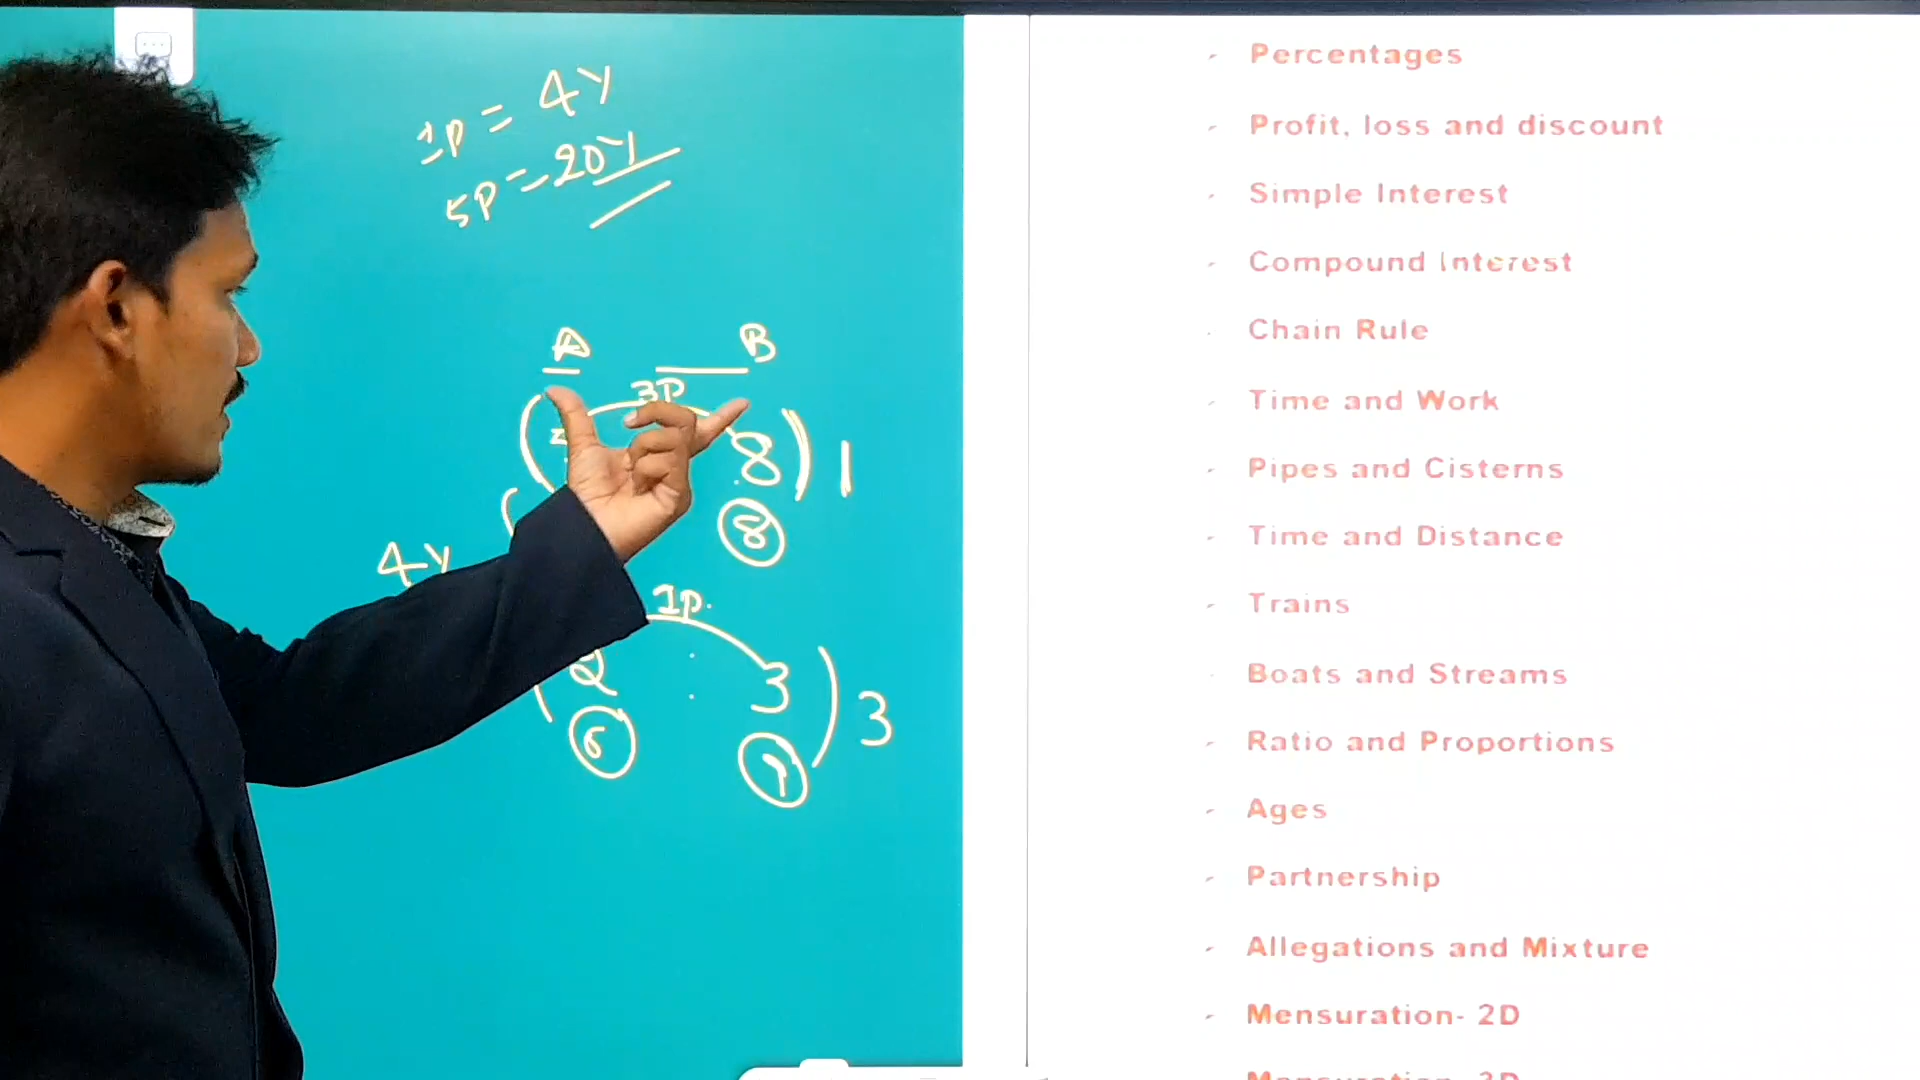 1P = 4Y
5P = 20Y
A B
3P
8 ) 1
8
4Y
1P.
2 : 3 ) 3
6 9
- Percentages
- Profit, loss and discount
- Simple Interest
- Compound Interest
- Chain Rule
- Time and Work
- Pipes and Cisterns
- Time and Distance
- Trains
- Boats and Streams
- Ratio and Proportions
- Ages
- Partnership
- Allegations and Mixture
- Mensuration- 2D